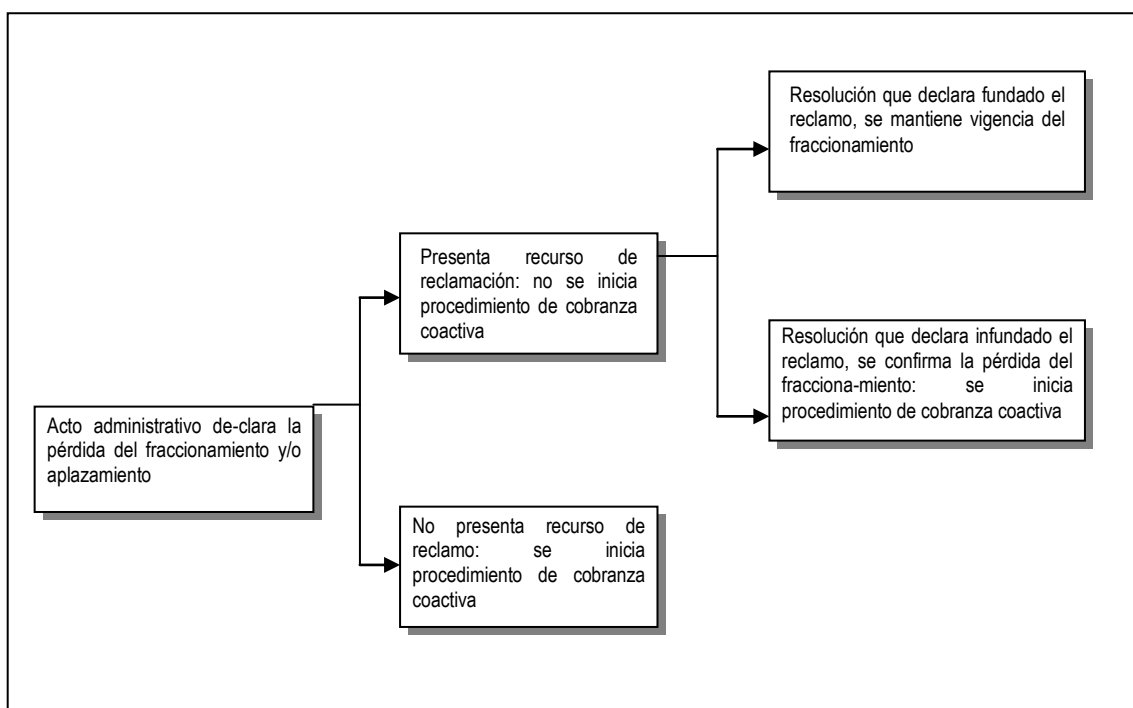 Acto administrativo de-clara la
pérdida del fraccionamiento y/o
aplazamiento
Presenta recurso de
reclamación: no se inicia
procedimiento de cobranza
coactiva
No presenta recurso de
reclamo: se inicia
procedimiento de cobranza
coactiva
Resolución que declara fundado el
reclamo, se mantiene vigencia del
fraccionamiento
Resolución que declara infundado el
reclamo, se confirma la pérdida del
fracciona-miento: se inicia
procedimiento de cobranza coactiva